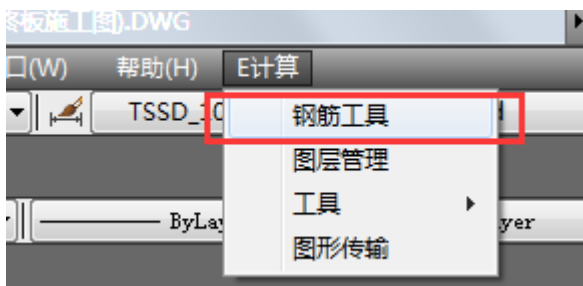 板施工图).DWG
口(W) 帮助(H) E计算
TSSD_10
钢筋工具
图层管理
ByLay
工具
yer
图形传输